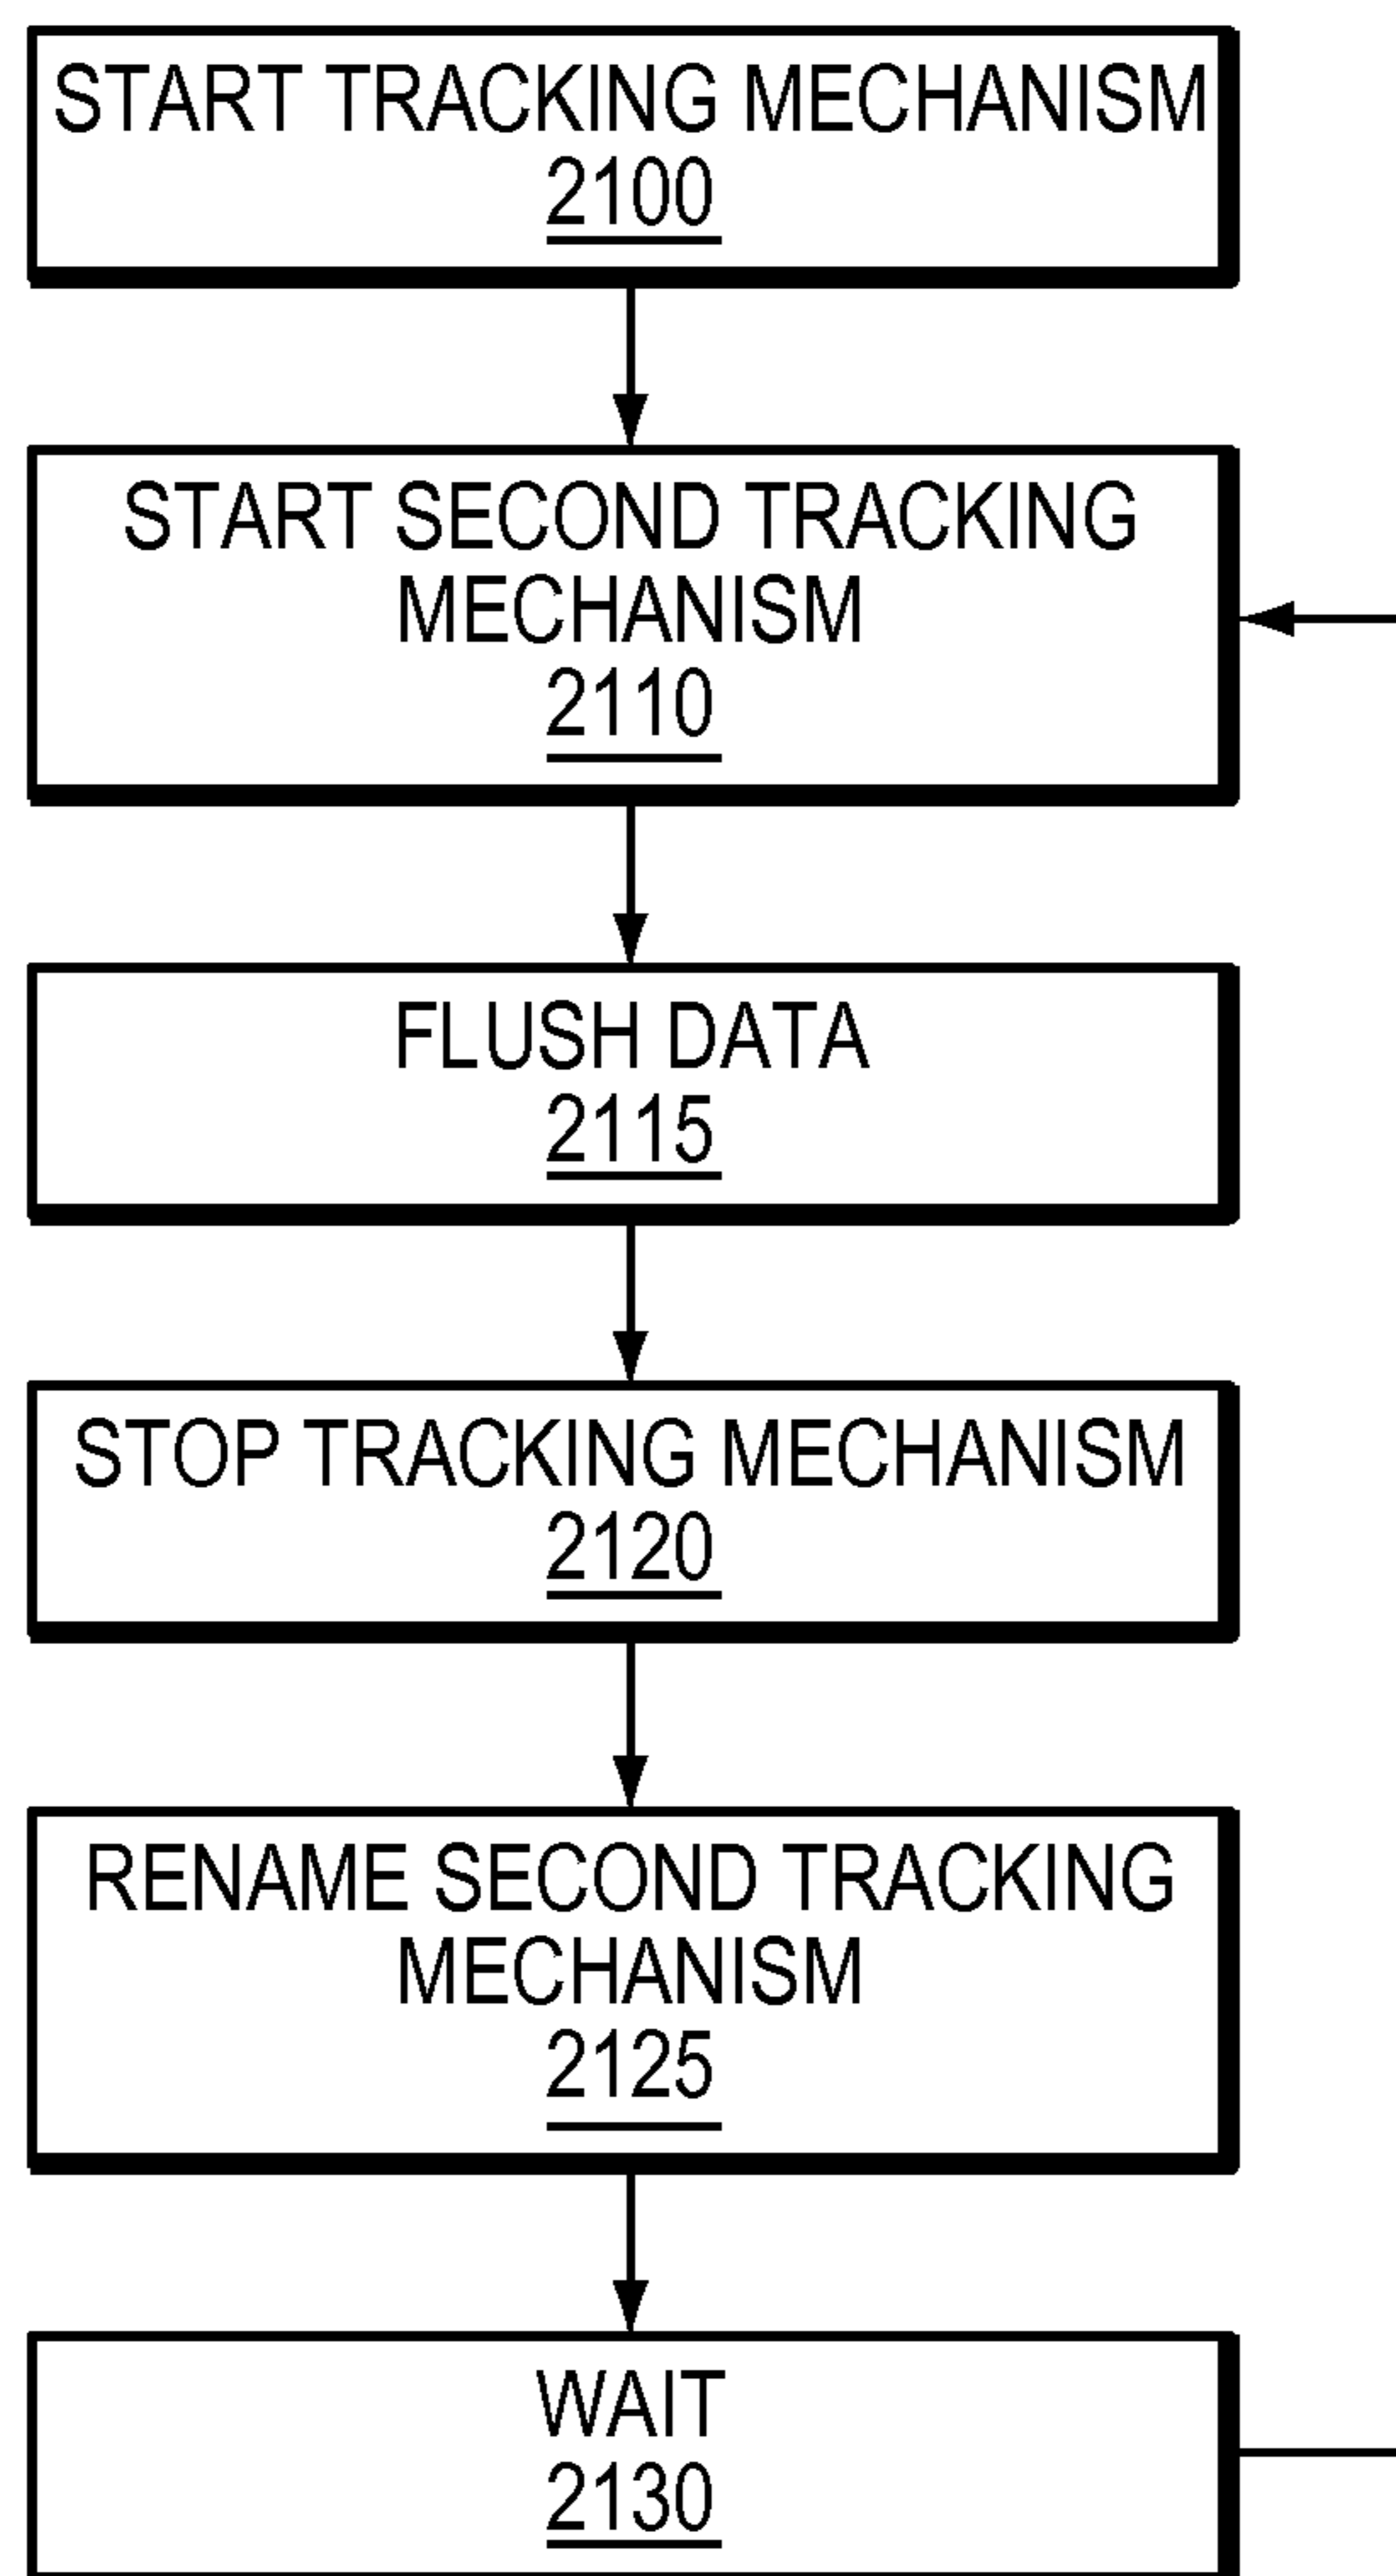 START TRACKING MECHANISM
2100
START SECOND TRACKING
MECHANISM
2110
FLUSH DATA
2115
STOP TRACKING MECHANISM
2120
RENAME SECOND TRACKING
MECHANISM
2125
WAIT
2130